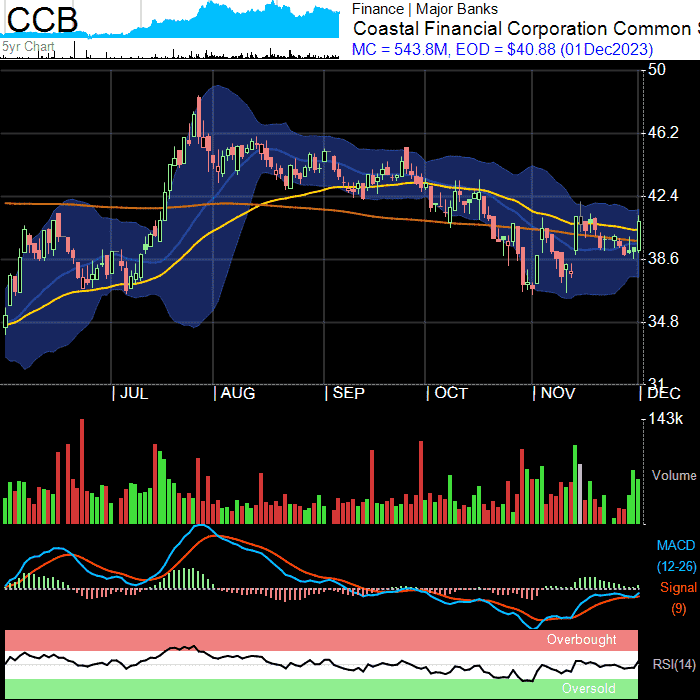 CCB
5yr Chart
Finance | Major Banks
Coastal Financial Corporation Common
MC = 543.8M, EOD = $40.88 (01Dec2023)
50
46.2
42.4
38.6
34.8
31
JUL AUG SEP OCT NOV DEC
143k
Volume
MACD
(12-26)
Signal
(9)
Overbought
RSI(14)
Oversold